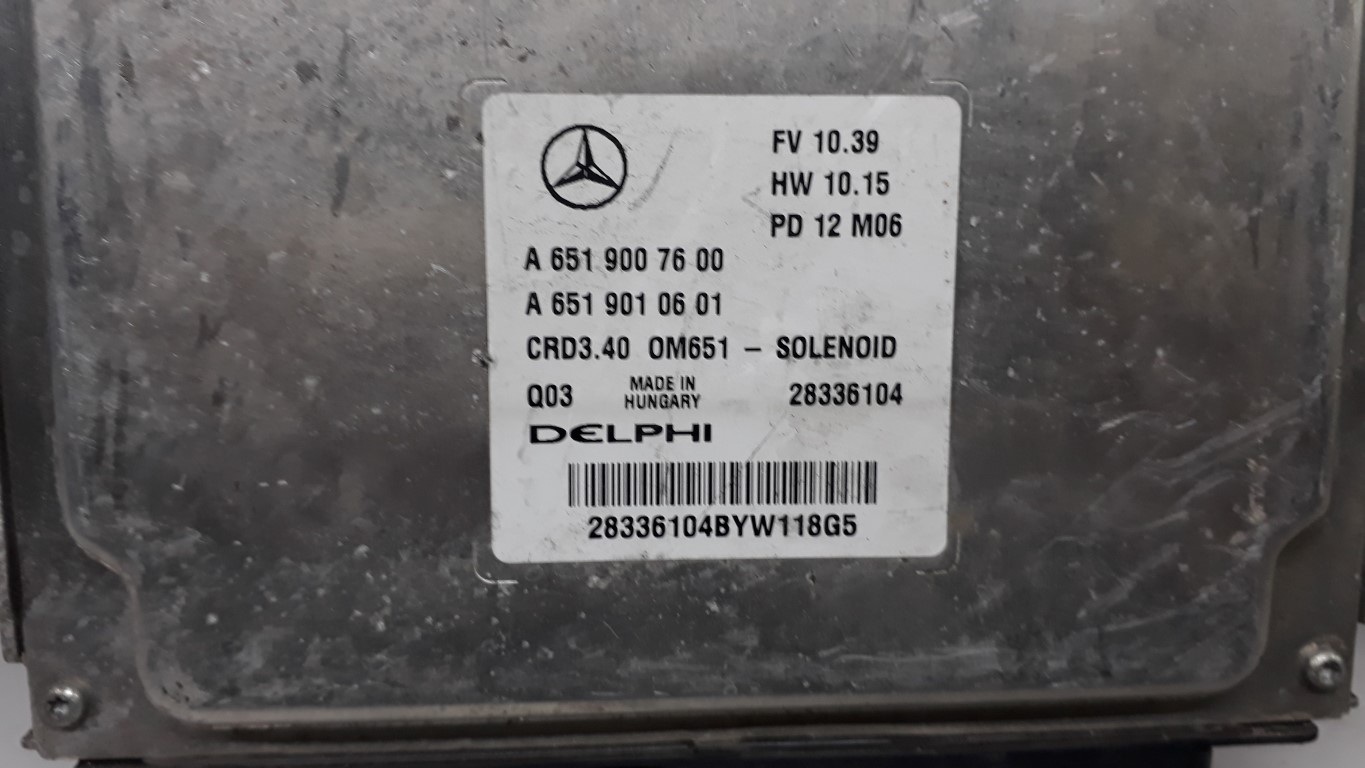 FV 10.39
HW 10.15
PD 12 M06
A 651 900 76 00
A 651 901 06 01
CRD3.40 OM651 – SOLENOID
Q03 MADE IN HUNGARY 28336104
DELPHI
28336104BYW118G5